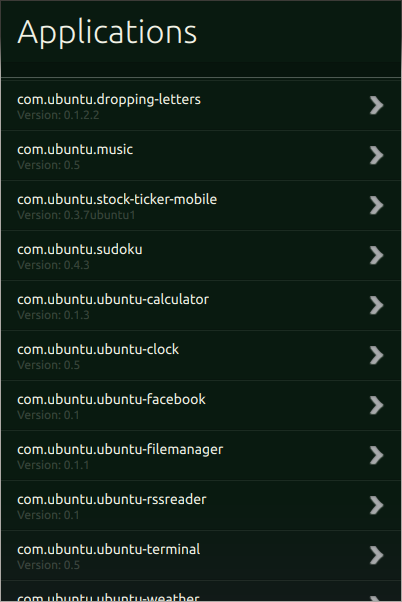 Applications
com.ubuntu.dropping-letters
Version: 0.1.2.2
com.ubuntu.music
Version: 0.5
com.ubuntu.stock-ticker-mobile
Version: 0.3.7ubuntu1
com.ubuntu.sudoku
Version: 0.4.3
com.ubuntu.ubuntu-calculator
Version: 0.1.3
com.ubuntu.ubuntu-clock
Version: 0.5
com.ubuntu.ubuntu-facebook
Version: 0.1
com.ubuntu.ubuntu-filemanager
Version: 0.1.1
com.ubuntu.ubuntu-rssreader
Version: 0.1
com.ubuntu.ubuntu-terminal
Version: 0.5
com.ubuntu.ubuntu-weather